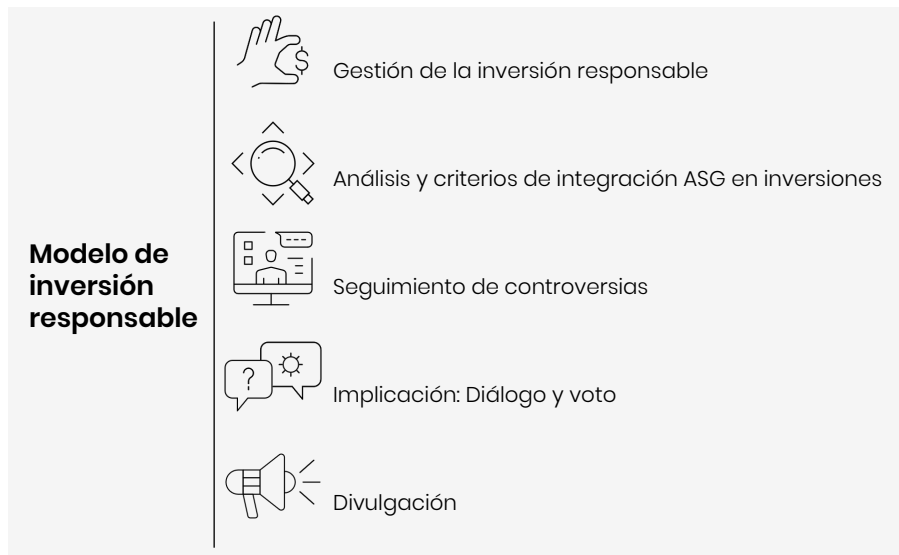 Modelo de
inversión
responsable
$
Gestión de la inversión responsable
Análisis y criterios de integración ASG en inversiones
Seguimiento de controversias
?
Implicación: Diálogo y voto
Divulgación